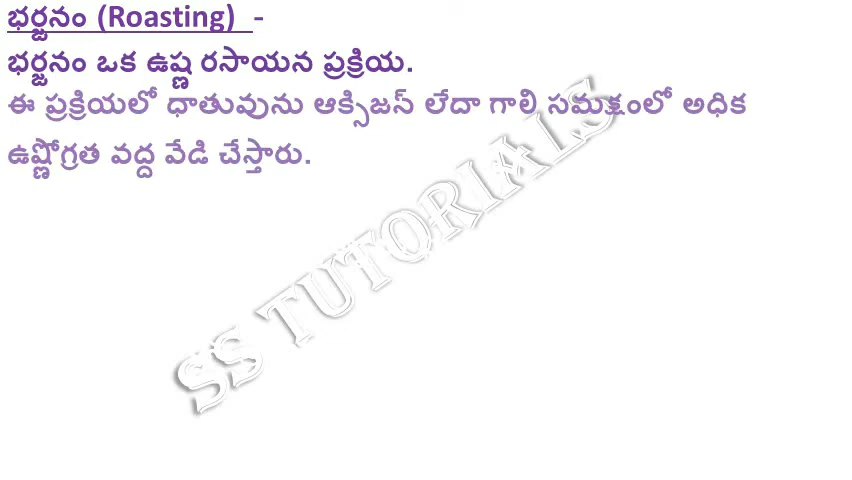 భర్జనం (Roasting) -
భర్జనం ఒక ఉష్ణ రసాయన ప్రక్రియ.
ఈ ప్రక్రియలో ధాతువును ఆక్సిజన్ లేదా గాలి సమక్షంలో అధిక
ఉష్ణోగ్రత వద్ద వేడి చేస్తారు.
SS TUTORIALS